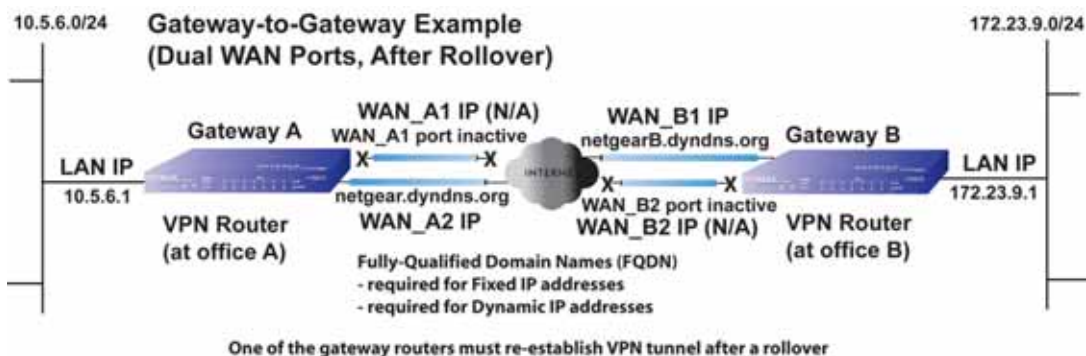 10.5.6.0/24
Gateway-to-Gateway Example
(Dual WAN Ports, After Rollover)
172.23.9.0/24
WAN_A1 IP (N/A)
WAN_A1 port inactive
WAN_B1 IP
netgearB.dyndns.org
Gateway A
Gateway B
LAN IP
10.5.6.1
X
X
INTERNET
X
X
LAN IP
172.23.9.1
netgear.dyndns.org
WAN_A2 IP
WAN_B2 port inactive
WAN_B2 IP (N/A)
VPN Router
(at office A)
VPN Router
(at office B)
Fully-Qualified Domain Names (FQDN)
- required for Fixed IP addresses
- required for Dynamic IP addresses
One of the gateway routers must re-establish VPN tunnel after a rollover